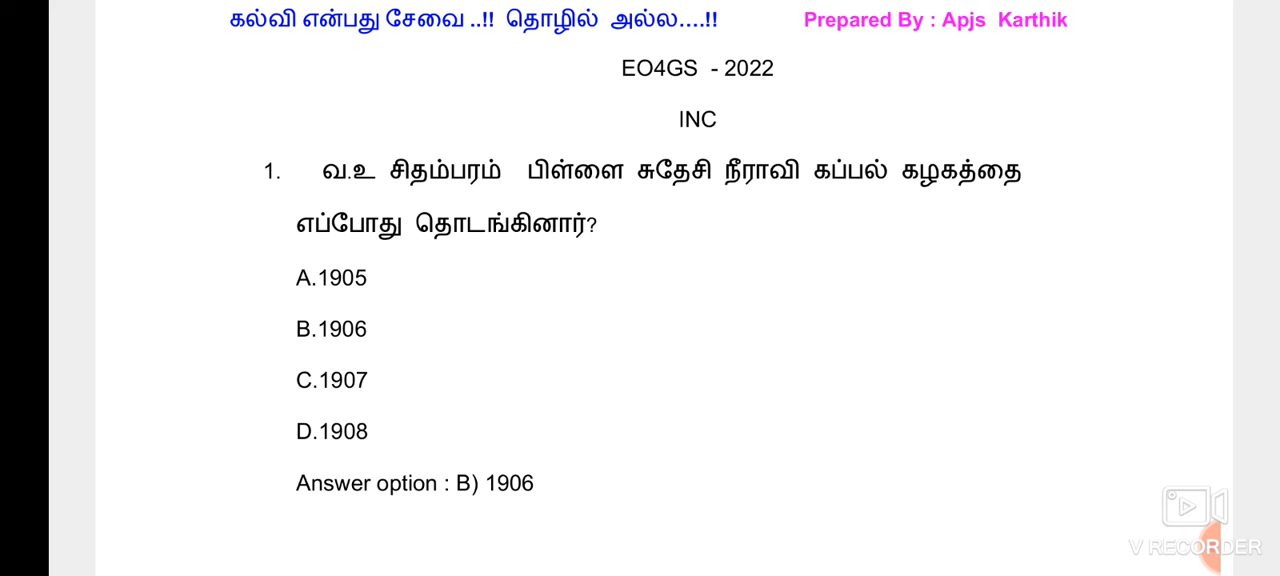 கல்வி என்பது சேவை ..!! தொழில் அல்ல....!! Prepared By : Apjs Karthik
EO4GS - 2022
INC
1. வ.உ சிதம்பரம் பிள்ளை சுதேசி நீராவி கப்பல் கழகத்தை
எப்போது தொடங்கினார்?
A.1905
B.1906
C.1907
D.1908
Answer option : B) 1906
V RECORDER